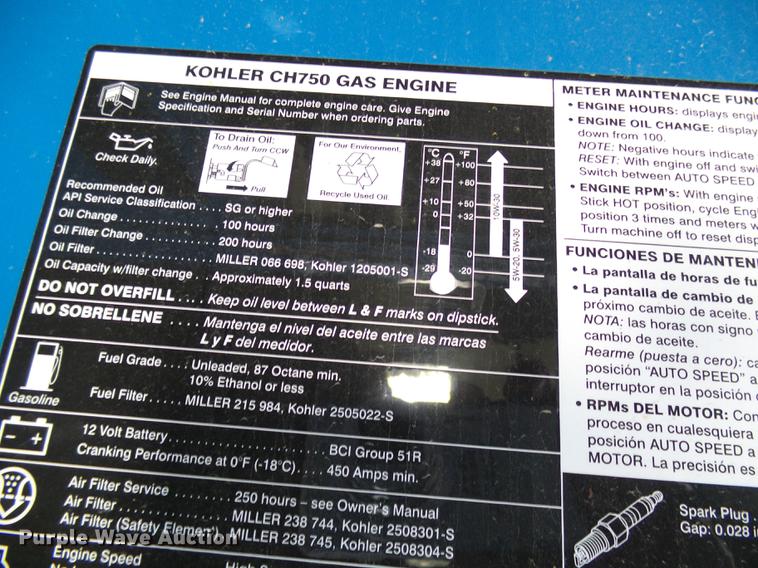 KOHLER CH750 GAS ENGINE
See Engine Manual for complete engine care. Give Engine
Specification and Serial Number when ordering parts.
Check Daily.
To Drain Oil:
Push And Turn CCW
Pull
For Our Environment,
Recycle Used Oil.
°C °F
+38 +100
+27 +80
+10 +50
0 +32
-18 0
-29 -20
10W-30
5W-20, 5W-30
Recommended Oil
API Service Classification . . . . SG or higher
Oil Change . . . . . . . . . . . . 100 hours
Oil Filter Change . . . . . . . . 200 hours
Oil Filter . . . . . . . . . . . . MILLER 066 698, Kohler 1205001-S
Oil Capacity w/filter change . . Approximately 1.5 quarts
DO NOT OVERFILL . . . . Keep oil level between L & F marks on dipstick.
NO SOBRELLENE . . . . Mantenga el nivel del aceite entre las marcas
L y F del medidor.
Gasoline
Fuel Grade . . . . Unleaded, 87 Octane min.
10% Ethanol or less
Fuel Filter . . . . . MILLER 215 984, Kohler 2505022-S
12 Volt Battery . . . . . . . . . . . . . . . BCI Group 51R
Cranking Performance at 0°F (-18°C) . . . . 450 Amps min.
Air Filter Service . . . . . . . . 250 hours – see Owner's Manual
Air Filter . . . . . . . . . . . . . MILLER 238 744, Kohler 2508301-S
Air Filter (Safety Element) . . MILLER 238 745, Kohler 2508304-S
Engine Speed
METER MAINTENANCE FUNC
• ENGINE HOURS: displays engi
• ENGINE OIL CHANGE: display
down from 100.
NOTE: Negative hours indicate
RESET: With engine off and swi
Switch between AUTO SPEED
• ENGINE RPM's: With engine
Stick HOT position, cycle Eng
position 3 times and meters w
Turn machine off to reset disp
FUNCIONES DE MANTEN
• La pantalla de horas de fu
• La pantalla de cambio de
próximo cambio de aceite. E
NOTA: las horas con signo
cambio de aceite.
Rearme (puesta a cero): ca
posición "AUTO SPEED" a
interruptor en la posición
• RPMs DEL MOTOR: Con
proceso en cualesquiera
posición AUTO SPEED a
MOTOR. La precisión es
Spark Plug .
Gap: 0.028 i
Purple Wave Auction